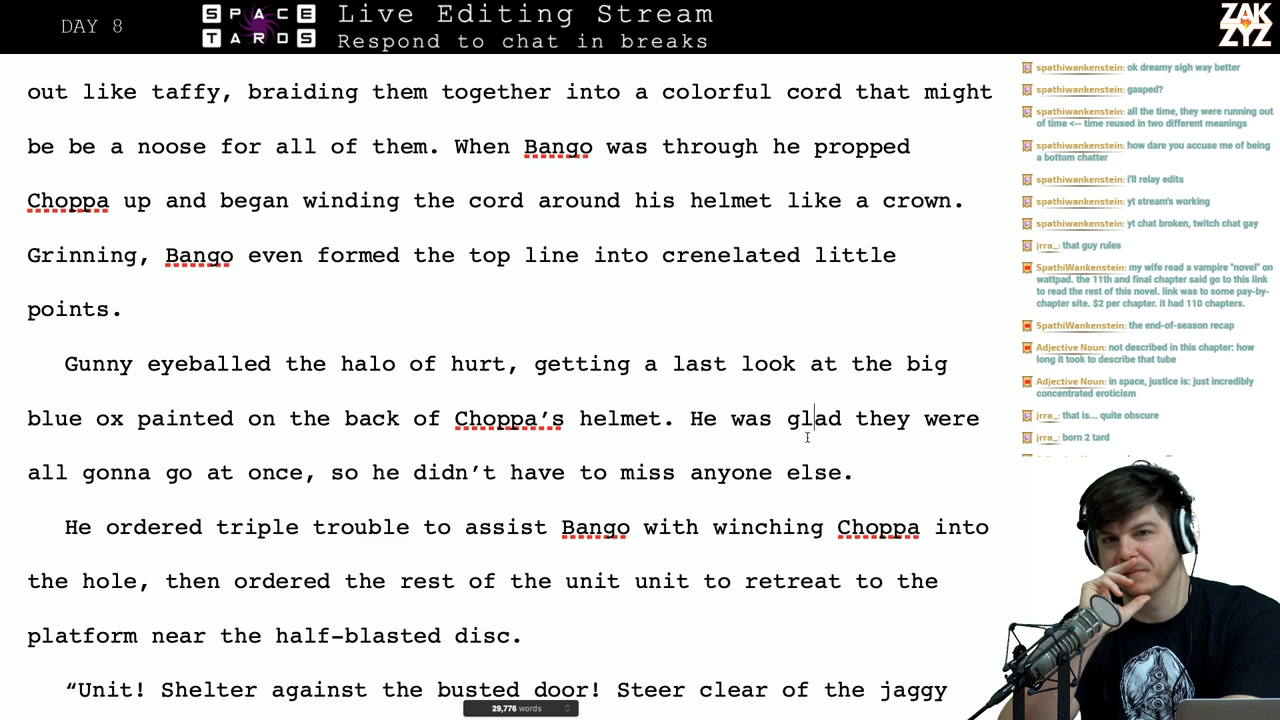 DAY 8
SPACE
TARDS
Live Editing Stream
Respond to chat in breaks
ZAK
ZYZ
out like taffy, braiding them together into a colorful cord that might
be be a noose for all of them. When Bango was through he propped
Choppa up and began winding the cord around his helmet like a crown.
Grinning, Bango even formed the top line into crenelated little
points.
Gunny eyeballed the halo of hurt, getting a last look at the big
blue ox painted on the back of Choppa’s helmet. He was glad they were
all gonna go at once, so he didn’t have to miss anyone else.
He ordered triple trouble to assist Bango with winching Choppa into
the hole, then ordered the rest of the unit unit to retreat to the
platform near the half-blasted disc.
“Unit! Shelter against the busted door! Steer clear of the jaggy
29,776 words
spathiwankenstein: ok dreamy sigh way better
spathiwankenstein: gasped?
spathiwankenstein: all the time, they were running out
of time <-- time reused in two different meanings
spathiwankenstein: how dare you accuse me of being
a bottom chatter
spathiwankenstein: i'll relay edits
spathiwankenstein: yt stream's working
spathiwankenstein: yt chat broken, twitch chat gay
jrra_: that guy rules
SpathiWankenstein: my wife read a vampire "novel" on
wattpad. the 11th and final chapter said go to this link
to read the rest of this novel. link was to some pay-by-
chapter site. $2 per chapter. it had 110 chapters.
SpathiWankenstein: the end-of-season recap
Adjective Noun: not described in this chapter: how
long it took to describe that tube
Adjective Noun: in space, justice is: just incredibly
concentrated eroticism
jrra_: that is... quite obscure
jrra_: born 2 tard